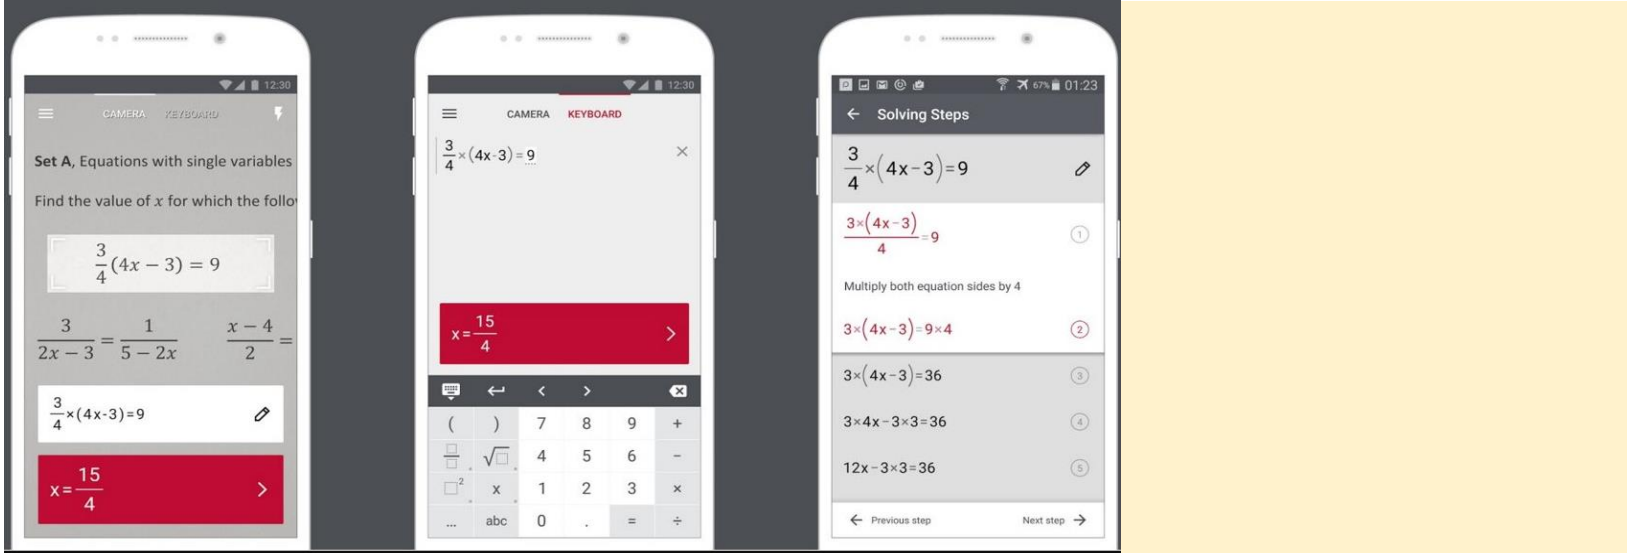 12:30
CAMERA KEYBOARD
Set A, Equations with single variables
Find the value of x for which the follo
3/4 (4x − 3) = 9
3/(2x − 3) = 1/(5 − 2x) (x − 4)/2 =
3/4 ×(4x-3)=9
x= 15/4
12:30
CAMERA KEYBOARD
3/4 ×(4x-3)=9
x= 15/4
( ) 7 8 9 +
√ 4 5 6 −
2 x 1 2 3 ×
... abc 0 . = ÷
67% 01:23
Solving Steps
3/4 ×(4x−3)=9
3×(4x−3)/4 =9 1
Multiply both equation sides by 4
3×(4x−3)=9×4 2
3×(4x−3)=36 3
3×4x−3×3=36 4
12x−3×3=36 5
Previous step Next step